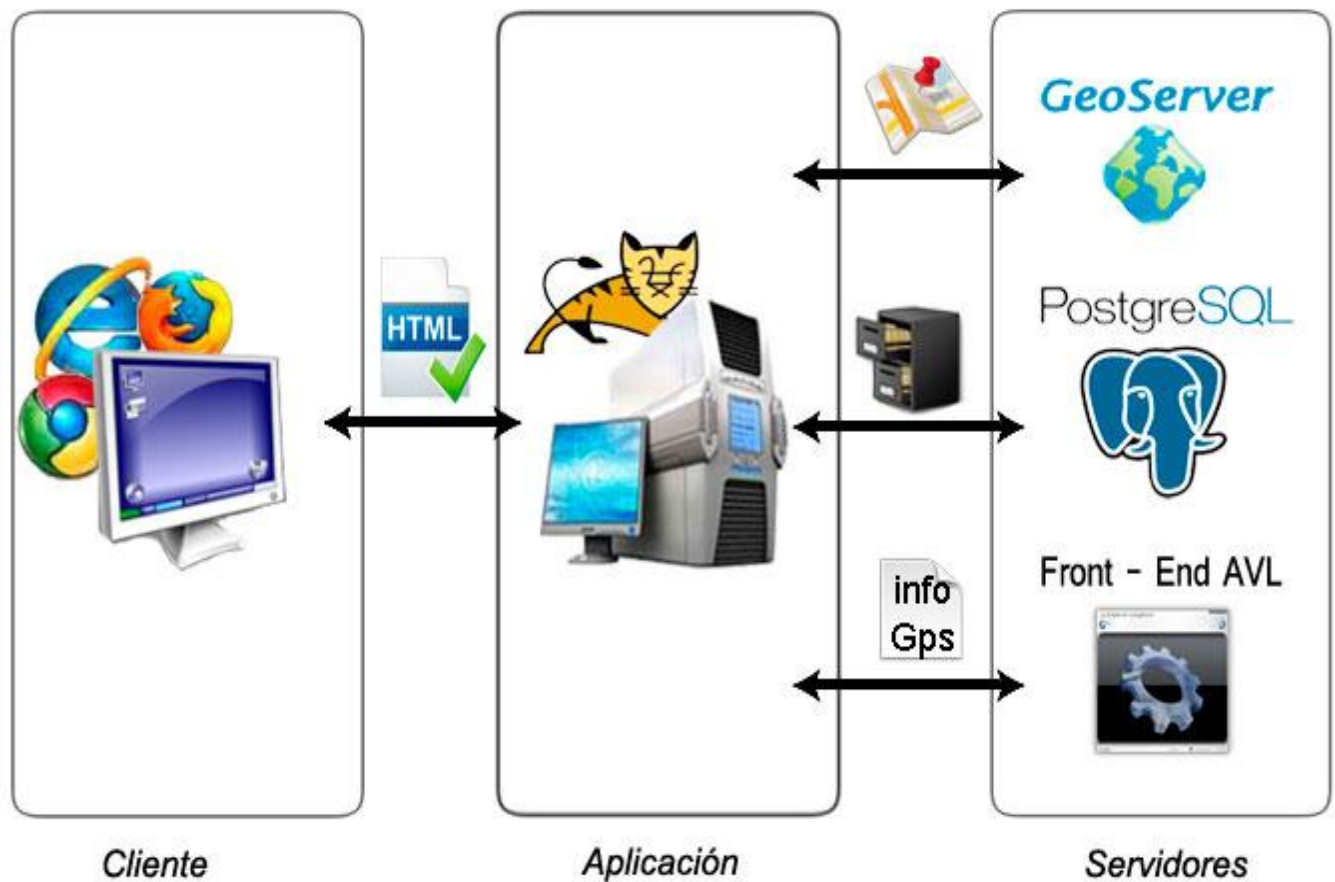 GeoServer
HTML
PostgreSQL
info
Gps
Front - End AVL
Cliente
Aplicación
Servidores